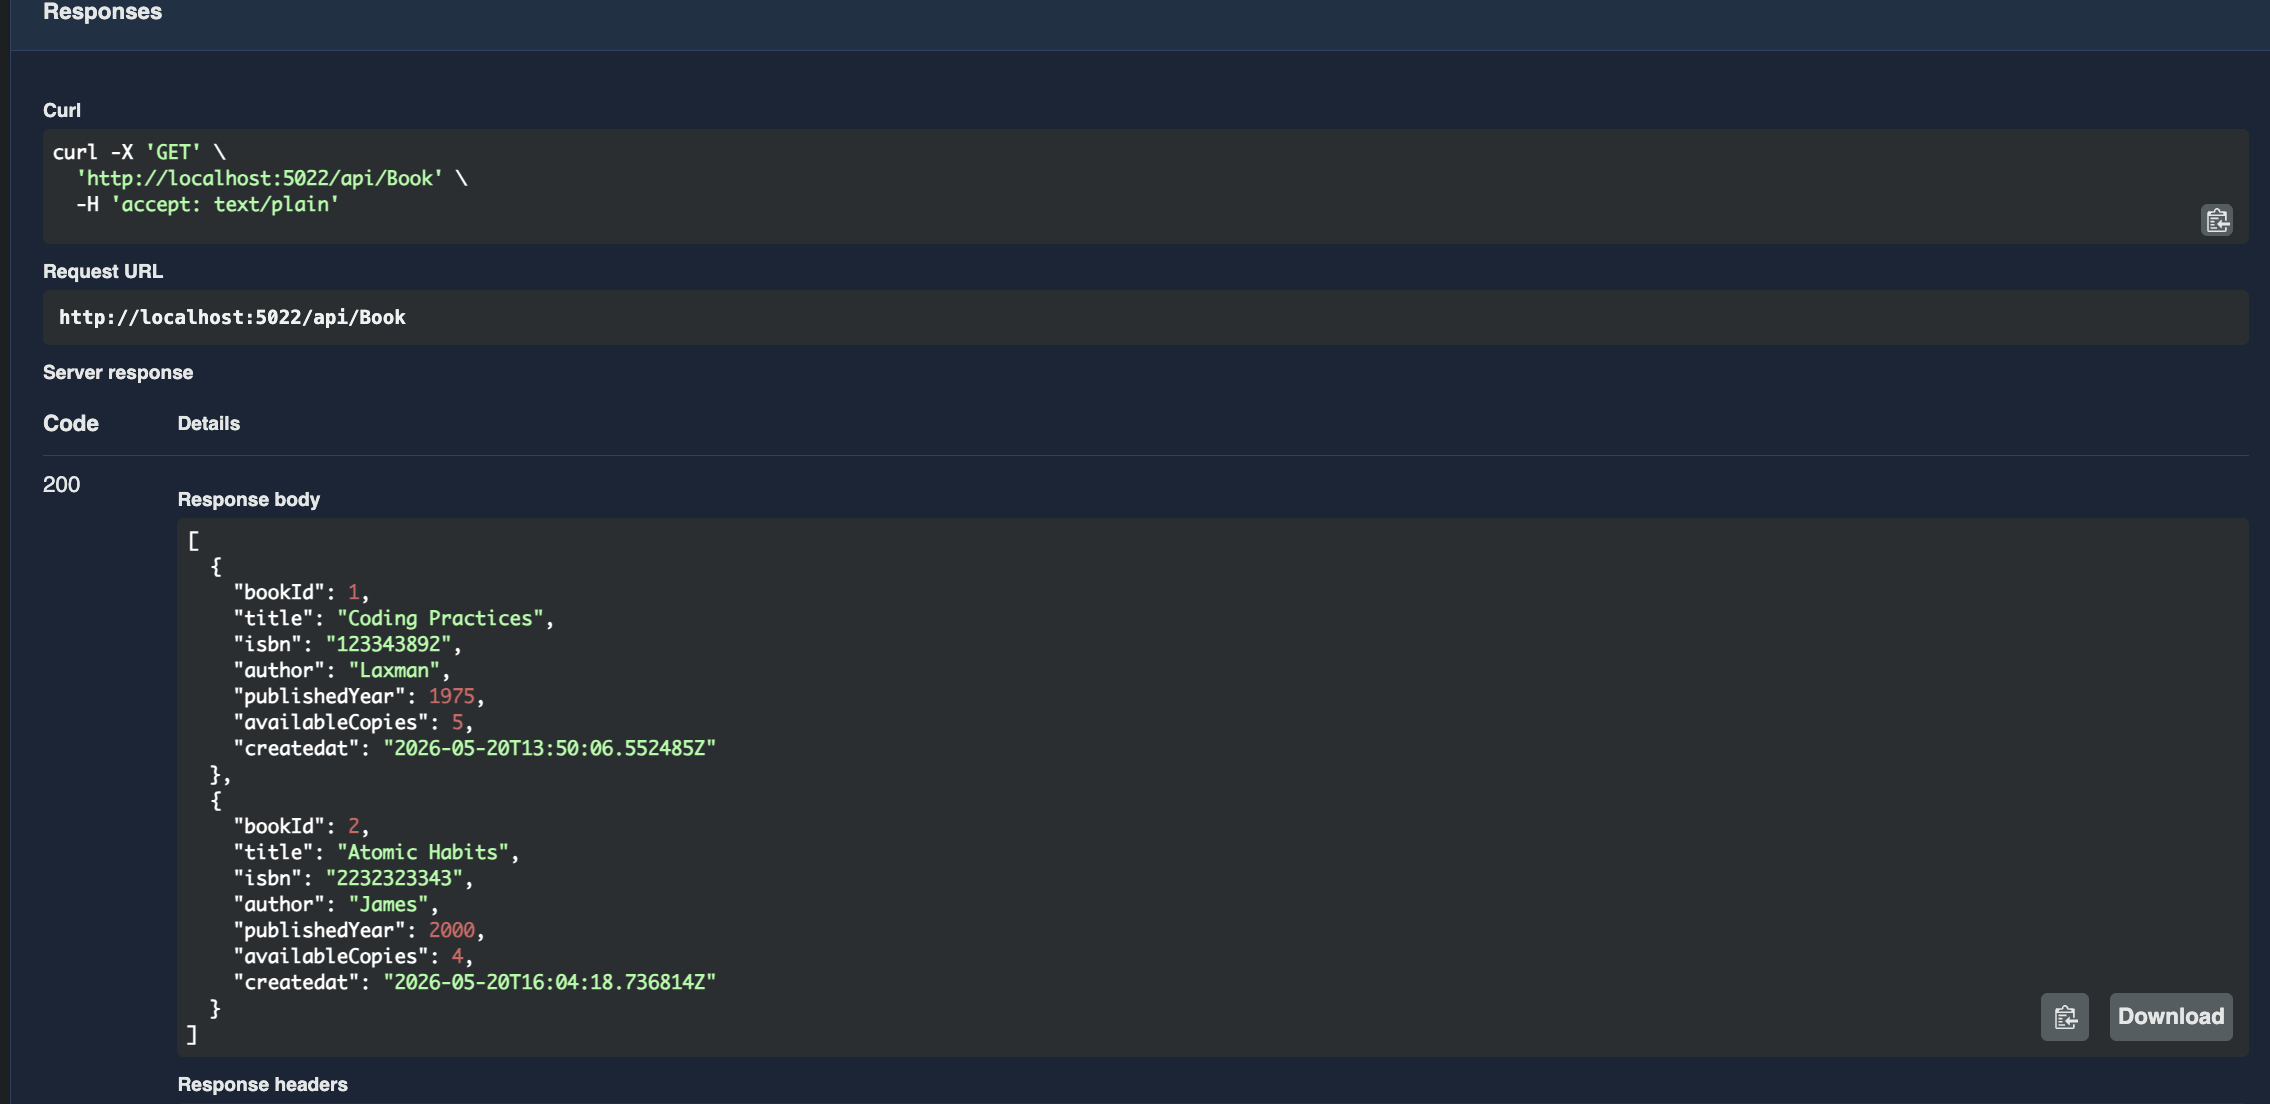 Responses
Curl
curl -X 'GET' \
  'http://localhost:5022/api/Book' \
  -H 'accept: text/plain'
Request URL
http://localhost:5022/api/Book
Server response
Code Details
200
Response body
[
  {
    "bookId": 1,
    "title": "Coding Practices",
    "isbn": "123343892",
    "author": "Laxman",
    "publishedYear": 1975,
    "availableCopies": 5,
    "createdat": "2026-05-20T13:50:06.552485Z"
  },
  {
    "bookId": 2,
    "title": "Atomic Habits",
    "isbn": "2232323343",
    "author": "James",
    "publishedYear": 2000,
    "availableCopies": 4,
    "createdat": "2026-05-20T16:04:18.736814Z"
  }
]
Download
Response headers